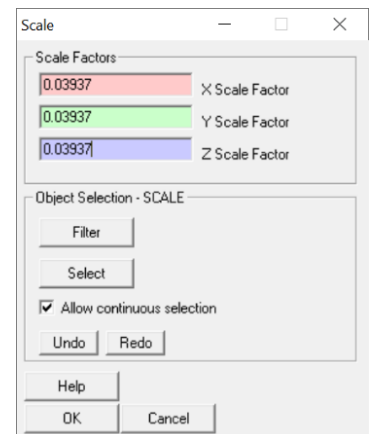 Scale
Scale Factors
0.03937 X Scale Factor
0.03937 Y Scale Factor
0.03937 Z Scale Factor
Object Selection - SCALE
Filter
Select
Allow continuous selection
Undo Redo
Help
OK Cancel